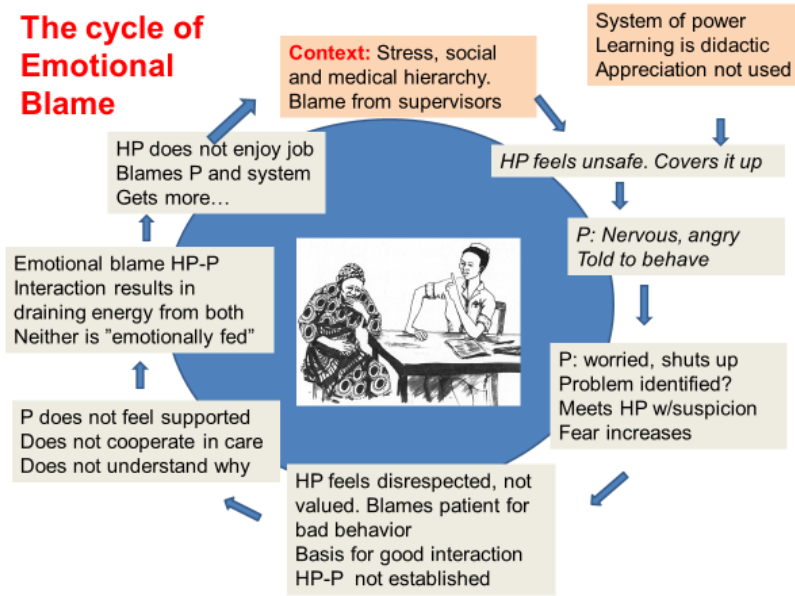 The cycle of
Emotional
Blame
Context: Stress, social
and medical hierarchy.
Blame from supervisors
System of power
Learning is didactic
Appreciation not used
HP feels unsafe. Covers it up
P: Nervous, angry
Told to behave
P: worried, shuts up
Problem identified?
Meets HP w/suspicion
Fear increases
HP feels disrespected, not
valued. Blames patient for
bad behavior
Basis for good interaction
HP-P not established
P does not feel supported
Does not cooperate in care
Does not understand why
Emotional blame HP-P
Interaction results in
draining energy from both
Neither is ”emotionally fed”
HP does not enjoy job
Blames P and system
Gets more…